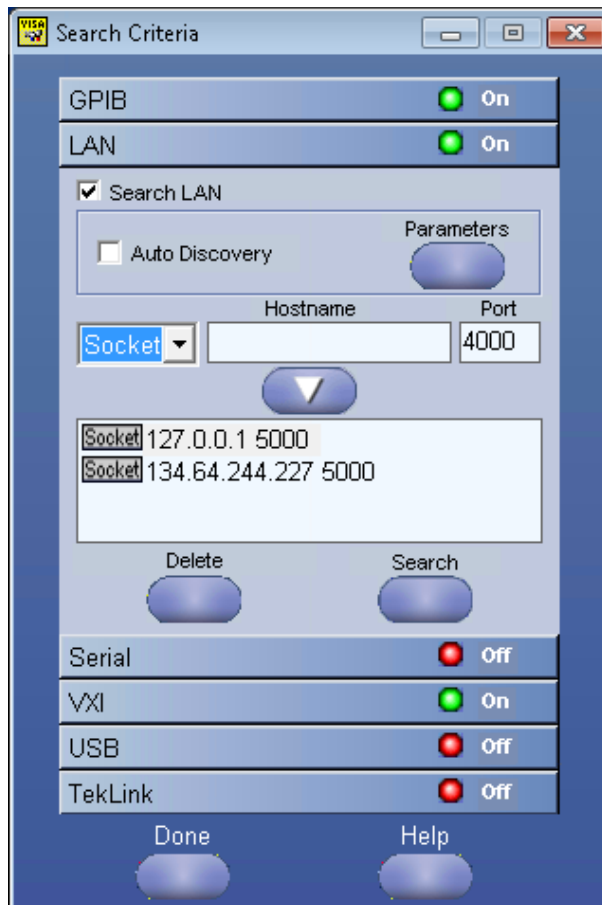 VISA Search Criteria
GPIB On
LAN On
Search LAN
Auto Discovery
Parameters
Hostname Port
Socket 4000
Socket 127.0.0.1 5000
Socket 134.64.244.227 5000
Delete Search
Serial Off
VXI On
USB Off
TekLink Off
Done Help